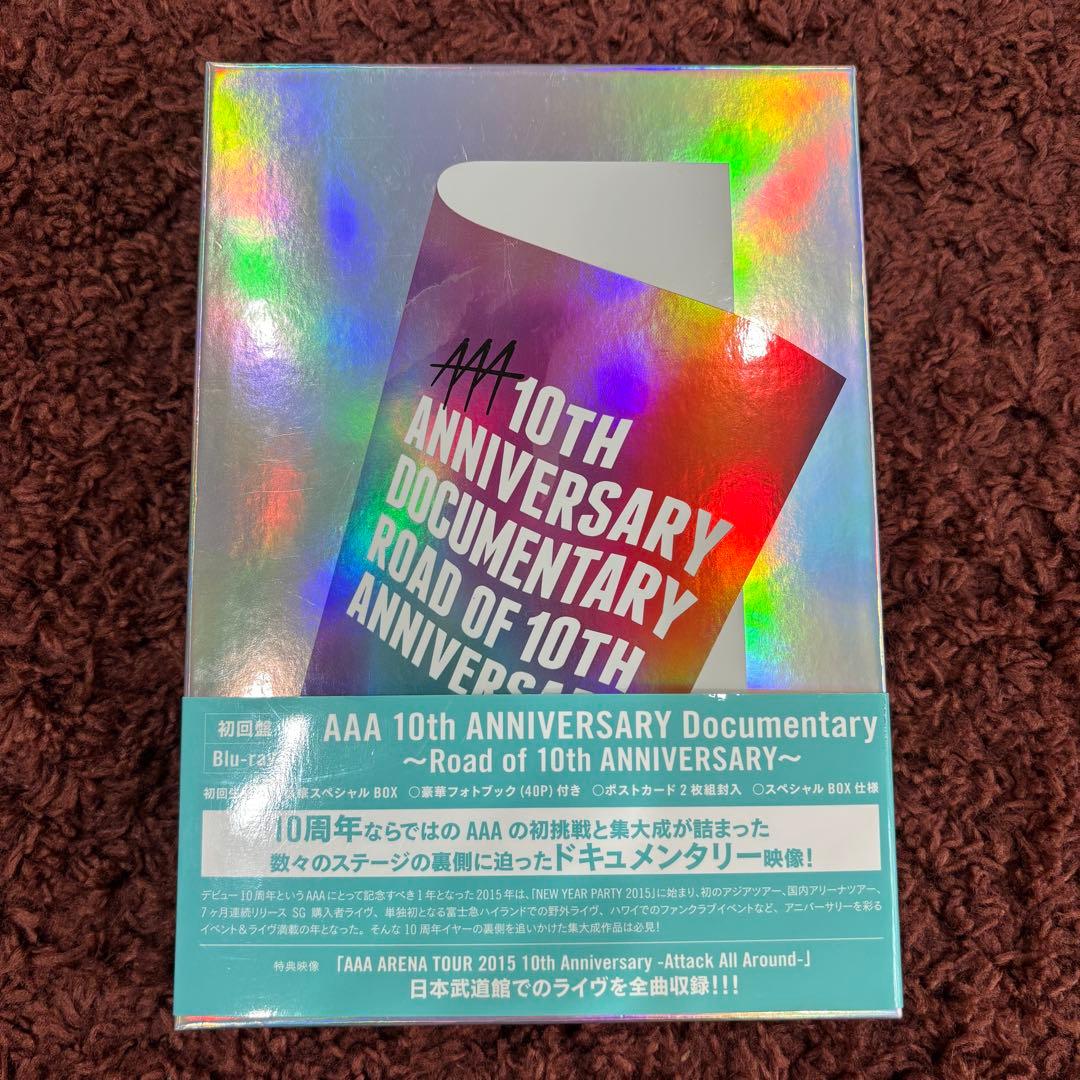 AAA 10TH
ANNIVERSARY
DOCUMENTARY
ROAD OF 10TH
ANNIVERSA
初回盤
Blu-ra
AAA 10th ANNIVERSARY Documentary
〜Road of 10th ANNIVERSARY〜
初回生 スペシャル BOX ○豪華フォトブック (40P) 付き ○ポストカード 2 枚組封入 ○スペシャル BOX 仕様
10周年ならではの AAA の初挑戦と集大成が詰まった
数々のステージの裏側に迫ったドキュメンタリー映像!
デビュー 10 周年という AAA にとって記念すべき 1 年となった 2015 年は、「NEW YEAR PARTY 2015」に始まり、初のアジアツアー、国内アリーナツアー、
7 ヶ月連続リリース SG 購入者ライヴ、単独初となる富士急ハイランドでの野外ライヴ、ハワイでのファンクラブイベントなど、アニバーサリーを彩る
イベント&ライヴ満載の年となった。そんな 10 周年イヤーの裏側を追いかけた集大成作品は必見!
特典映像 「AAA ARENA TOUR 2015 10th Anniversary -Attack All Around-」
日本武道館でのライヴを全曲収録!!!